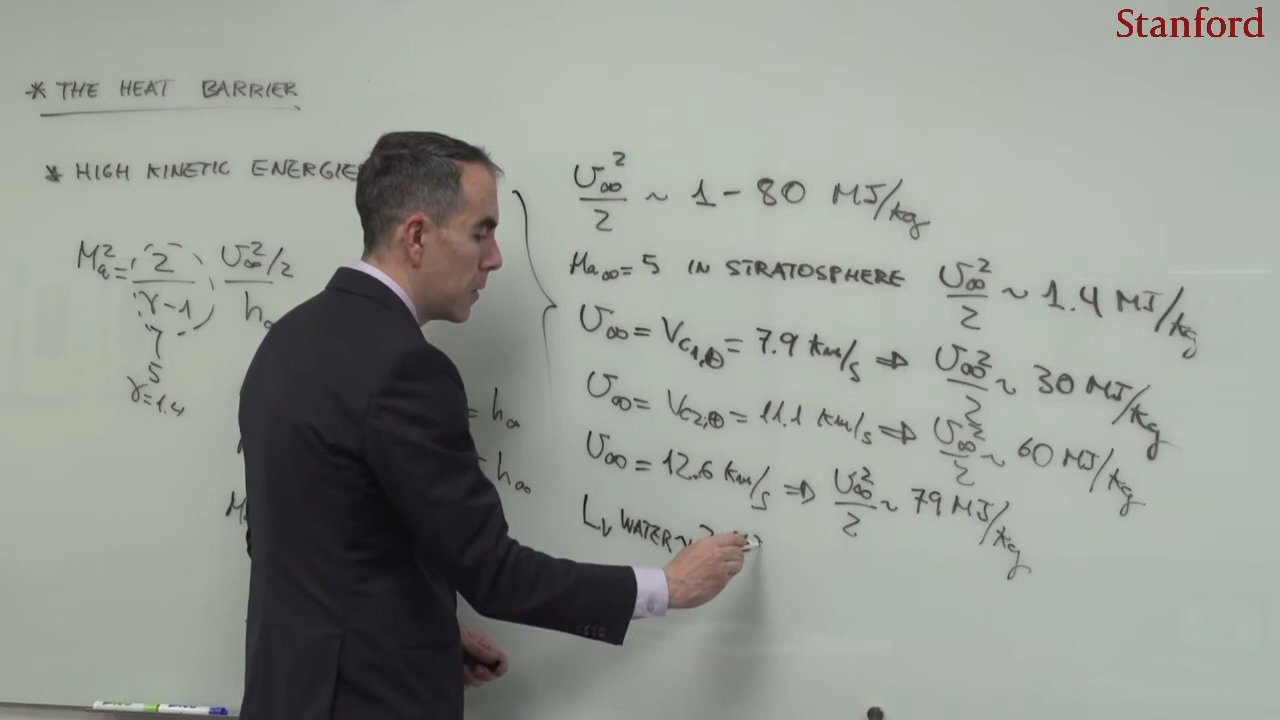 Stanford
* THE HEAT BARRIER
* HIGH KINETIC ENERGIES
Ma² = 2/(γ-1) U∞²/2 / h∞
7
5
γ=1.4
= h∞
h∞
M
U∞²/2 ~ 1 - 80 MJ/kg
Ma∞ = 5 IN STRATOSPHERE U∞²/2 ~ 1.4 MJ/kg
U∞ = Vc1,⊕ = 7.9 km/s ⇒ U∞²/2 ~ 30 MJ/kg
U∞ = Vc2,⊕ = 11.1 km/s ⇒ U∞²/2 ~ 60 MJ/kg
U∞ = 12.6 km/s ⇒ U∞²/2 ~ 79 MJ/kg
Lv WATER ~